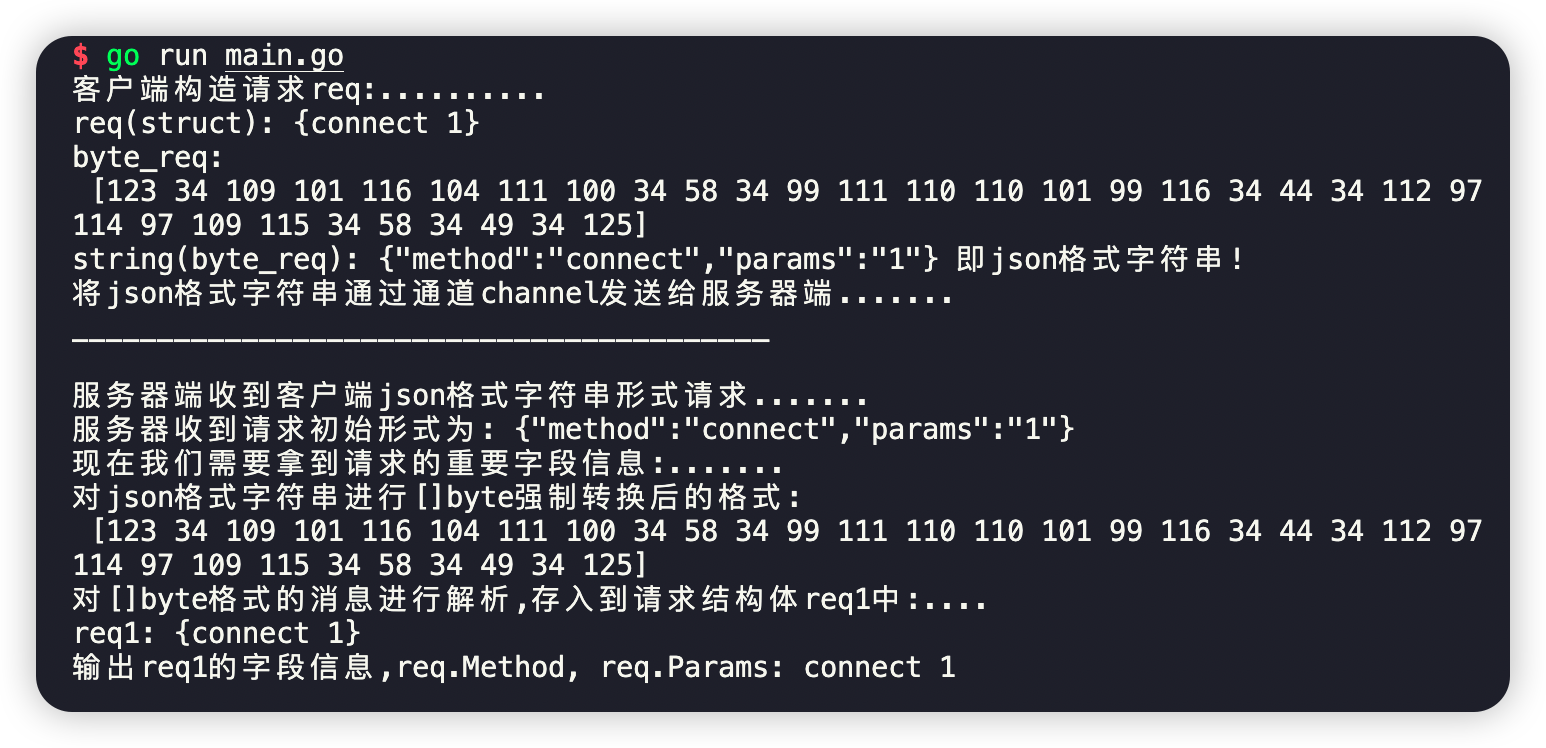 $ go run main.go
客户端构造请求req:..........
req(struct): {connect 1}
byte_req:
[123 34 109 101 116 104 111 100 34 58 34 99 111 110 110 101 99 116 34 44 34 112 97
114 97 109 115 34 58 34 49 34 125]
string(byte_req): {"method":"connect","params":"1"} 即json格式字符串!
将json格式字符串通过通道channel发送给服务器端.......
—————————————————————————————————————————
服务器端收到客户端json格式字符串形式请求.......
服务器收到请求初始形式为: {"method":"connect","params":"1"}
现在我们需要拿到请求的重要字段信息:.......
对json格式字符串进行[]byte强制转换后的格式:
[123 34 109 101 116 104 111 100 34 58 34 99 111 110 110 101 99 116 34 44 34 112 97
114 97 109 115 34 58 34 49 34 125]
对[]byte格式的消息进行解析,存入到请求结构体req1中:....
req1: {connect 1}
输出req1的字段信息,req.Method, req.Params: connect 1